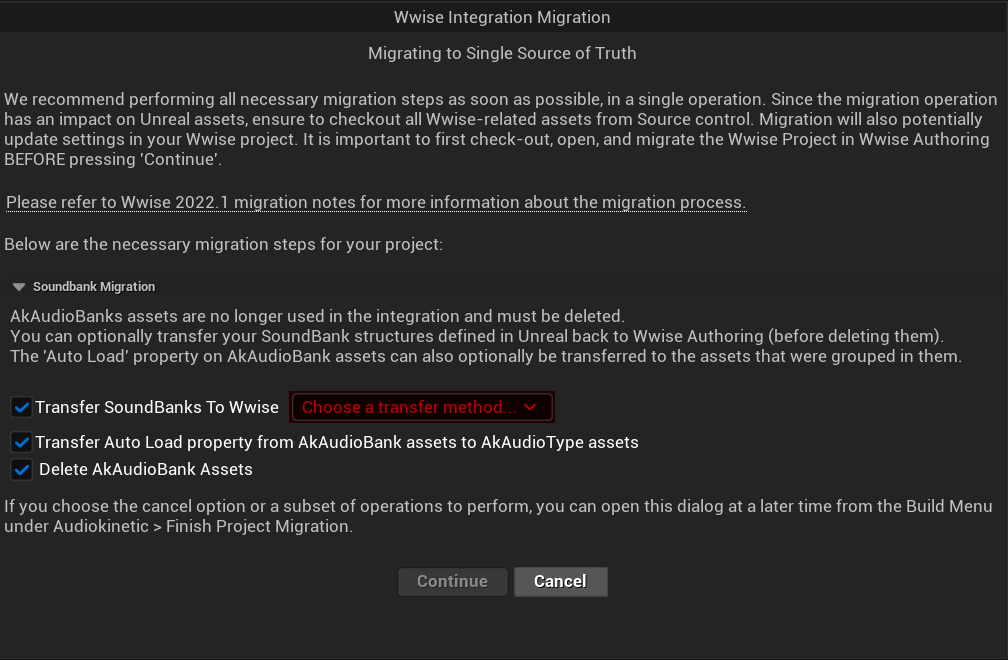 Wwise Integration Migration
Migrating to Single Source of Truth
We recommend performing all necessary migration steps as soon as possible, in a single operation. Since the migration operation
has an impact on Unreal assets, ensure to checkout all Wwise-related assets from Source control. Migration will also potentially
update settings in your Wwise project. It is important to first check-out, open, and migrate the Wwise Project in Wwise Authoring
BEFORE pressing 'Continue'.
Please refer to Wwise 2022.1 migration notes for more information about the migration process.
Below are the necessary migration steps for your project:
Soundbank Migration
AkAudioBanks assets are no longer used in the integration and must be deleted.
You can optionally transfer your SoundBank structures defined in Unreal back to Wwise Authoring (before deleting them).
The 'Auto Load' property on AkAudioBank assets can also optionally be transferred to the assets that were grouped in them.
Transfer SoundBanks To Wwise Choose a transfer method...
Transfer Auto Load property from AkAudioBank assets to AkAudioType assets
Delete AkAudioBank Assets
If you choose the cancel option or a subset of operations to perform, you can open this dialog at a later time from the Build Menu
under Audiokinetic > Finish Project Migration.
Continue Cancel